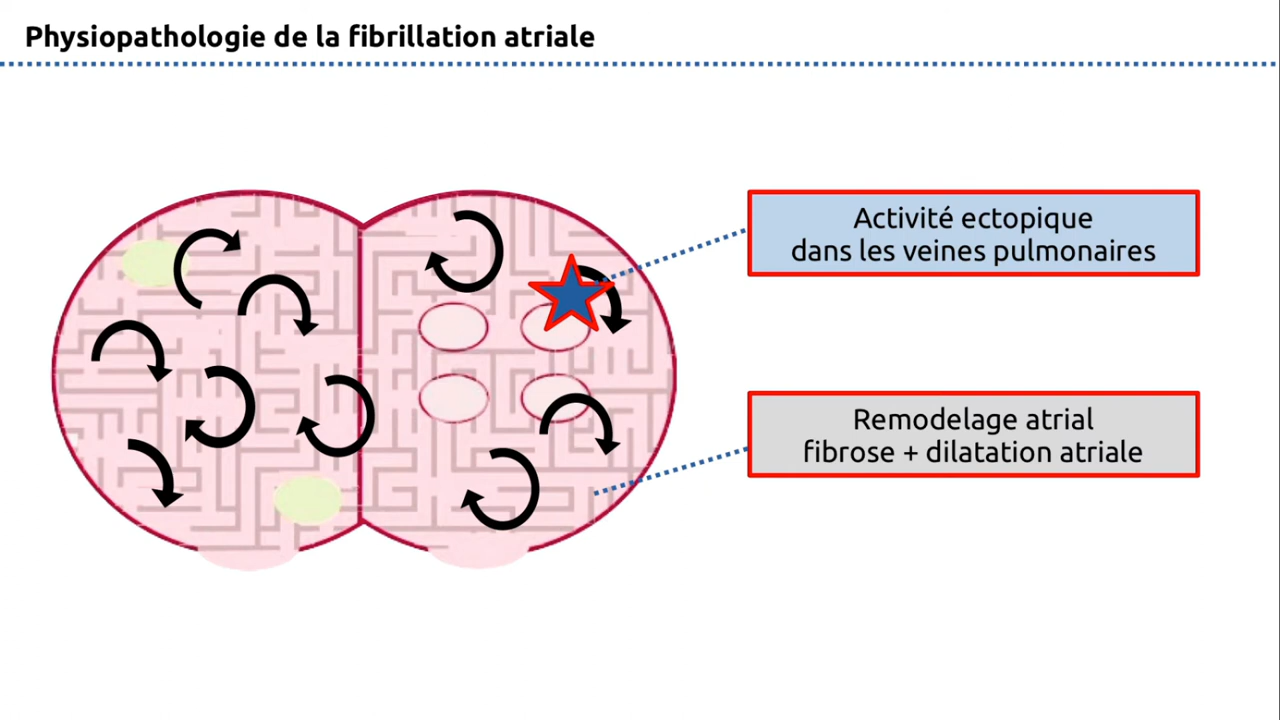 Physiopathologie de la fibrillation atriale
Activité ectopique
dans les veines pulmonaires
Remodelage atrial
fibrose + dilatation atriale